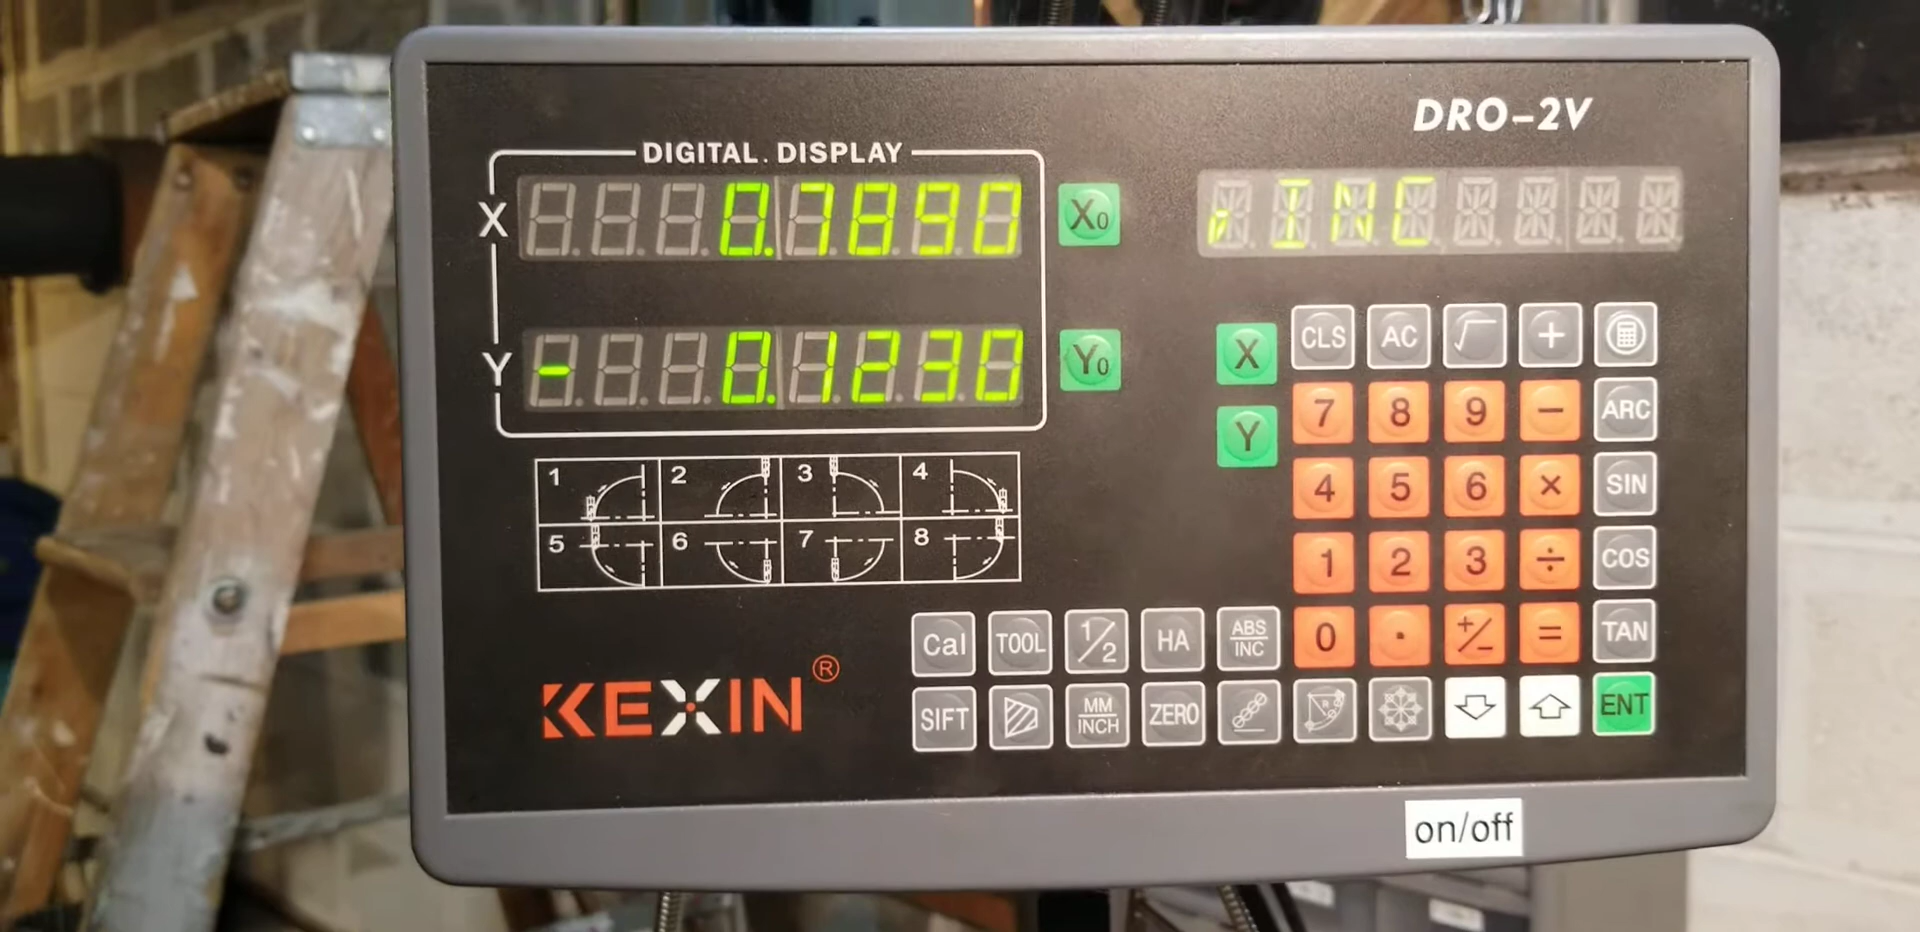 DRO-2V
DIGITAL. DISPLAY
X 0.7890 X0
INC
Y -0.1230 Y0
X
Y
CLS AC √ +
7 8 9 − ARC
4 5 6 × SIN
1 2 3 ÷ COS
0 . +/− = TAN
1 2 3 4
5 6 7 8
Cal TOOL 1/2 HA ABS/INC
SIFT MM/INCH ZERO R ENT
KEXIN®
on/off